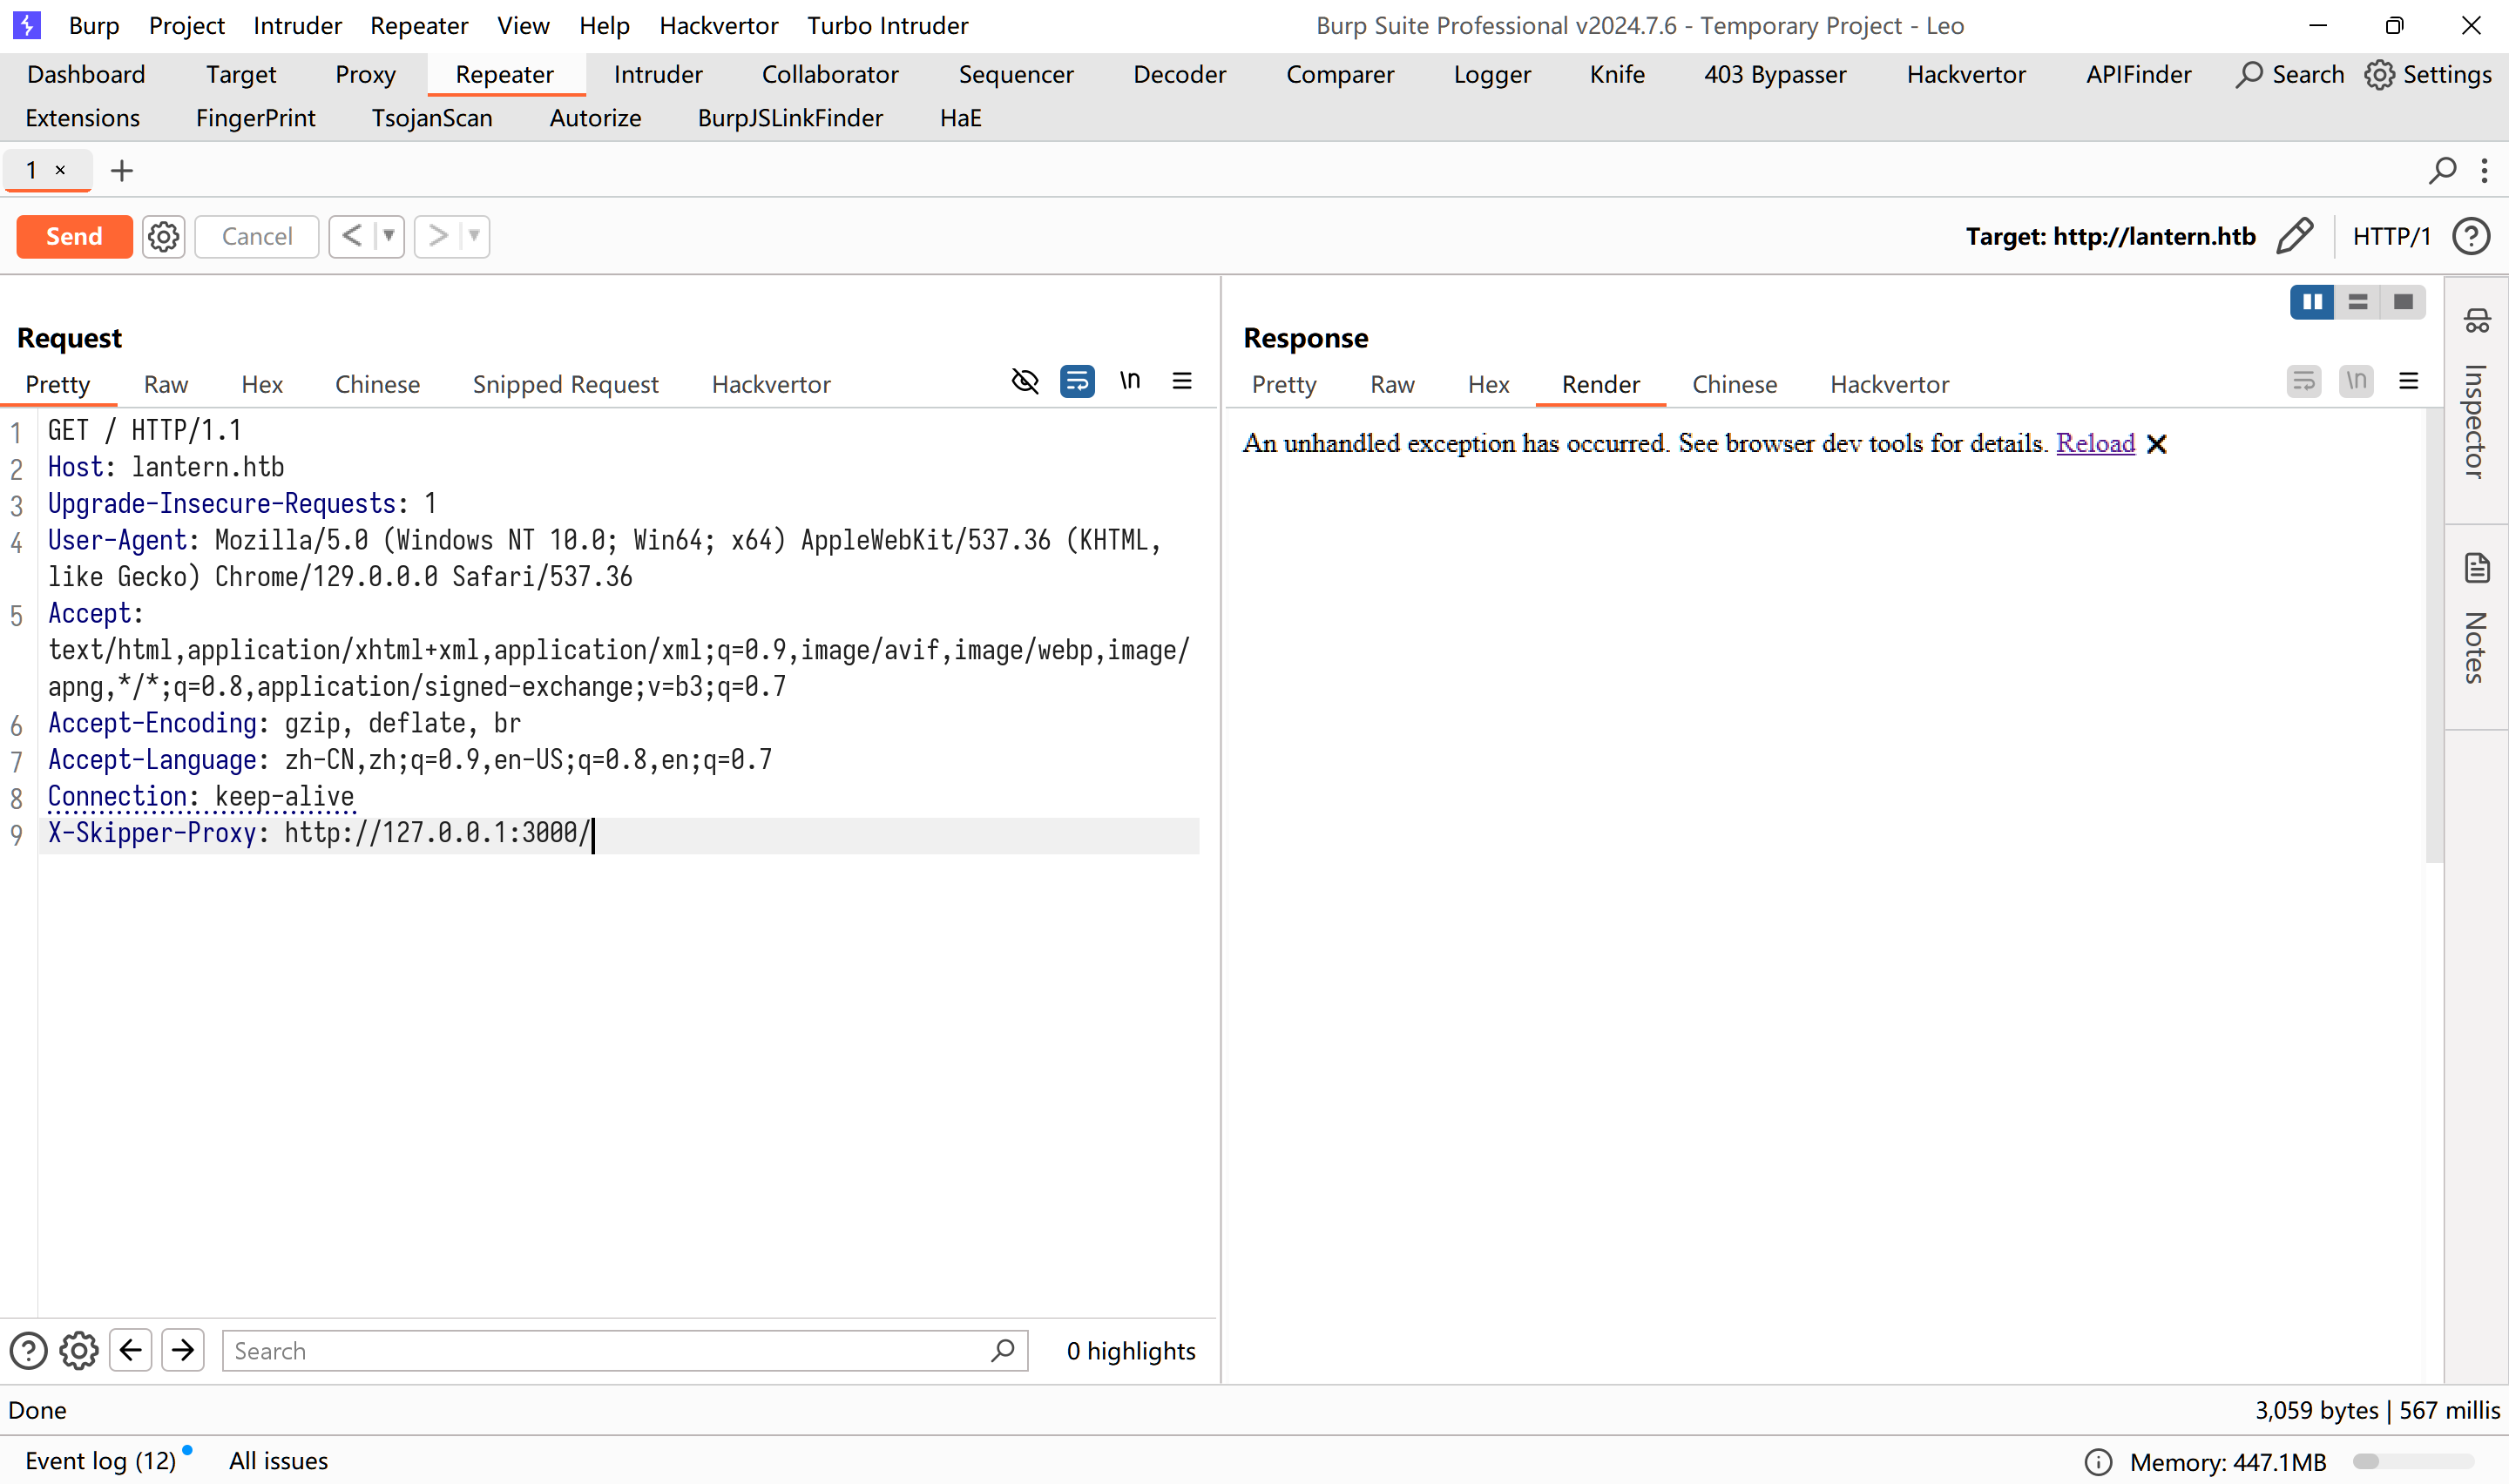 Burp Project Intruder Repeater View Help Hackvertor Turbo Intruder Burp Suite Professional v2024.7.6 - Temporary Project - Leo
Dashboard Target Proxy Repeater Intruder Collaborator Sequencer Decoder Comparer Logger Knife 403 Bypasser Hackvertor APIFinder Search Settings
Extensions FingerPrint TsojanScan Autorize BurpJSLinkFinder HaE
1 × +
Send Cancel < > Target: http://lantern.htb HTTP/1 ?
Request
Pretty Raw Hex Chinese Snipped Request Hackvertor \n
1 GET / HTTP/1.1
2 Host: lantern.htb
3 Upgrade-Insecure-Requests: 1
4 User-Agent: Mozilla/5.0 (Windows NT 10.0; Win64; x64) AppleWebKit/537.36 (KHTML,
like Gecko) Chrome/129.0.0.0 Safari/537.36
5 Accept:
text/html,application/xhtml+xml,application/xml;q=0.9,image/avif,image/webp,image/
apng,*/*;q=0.8,application/signed-exchange;v=b3;q=0.7
6 Accept-Encoding: gzip, deflate, br
7 Accept-Language: zh-CN,zh;q=0.9,en-US;q=0.8,en;q=0.7
8 Connection: keep-alive
9 X-Skipper-Proxy: http://127.0.0.1:3000/
? Search 0 highlights
Response
Pretty Raw Hex Render Chinese Hackvertor \n
An unhandled exception has occurred. See browser dev tools for details. Reload ✕
Inspector
Notes
Done 3,059 bytes | 567 millis
Event log (12) All issues Memory: 447.1MB